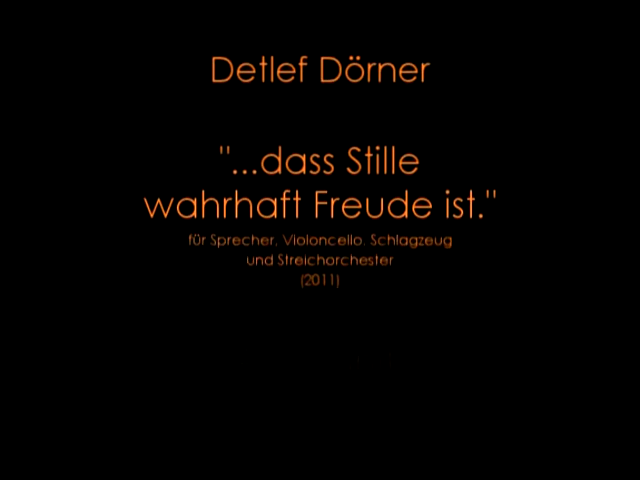 Detlef Dörner
"...dass Stille
wahrhaft Freude ist."
für Sprecher, Violoncello, Schlagzeug
und Streichorchester
(2011)